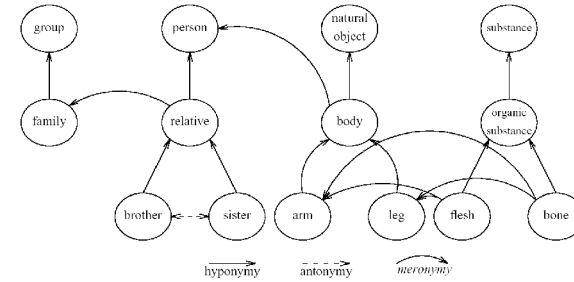 group
person
natural
object
substance
family
relative
body
organic
substance
brother
sister
arm
leg
flesh
bone
hyponymy
antonymy
meronymy